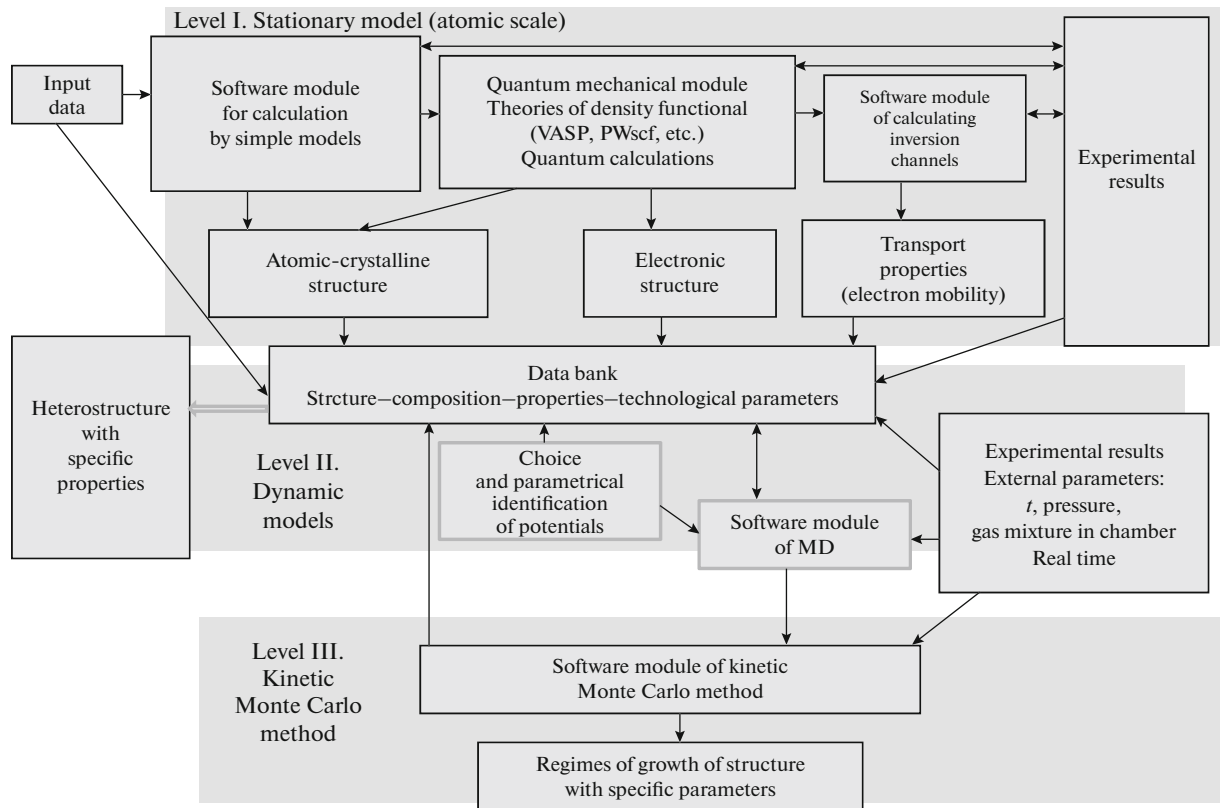 Level I. Stationary model (atomic scale)
Input
data
Software module
for calculation
by simple models
Quantum mechanical module
Theories of density functional
(VASP, PWscf, etc.)
Quantum calculations
Software module
of calculating
inversion
channels
Experimental
results
Atomic-crystalline
structure
Electronic
structure
Transport
properties
(electron mobility)
Data bank
Strcture–composition–properties–technological parameters
Heterostructure
with
specific
properties
Level II.
Dynamic
models
Choice
and parametrical
identification
of potentials
Software module
of MD
Experimental results
External parameters:
t, pressure,
gas mixture in chamber
Real time
Level III.
Kinetic
Monte Carlo
method
Software module of kinetic
Monte Carlo method
Regimes of growth of structure
with specific parameters